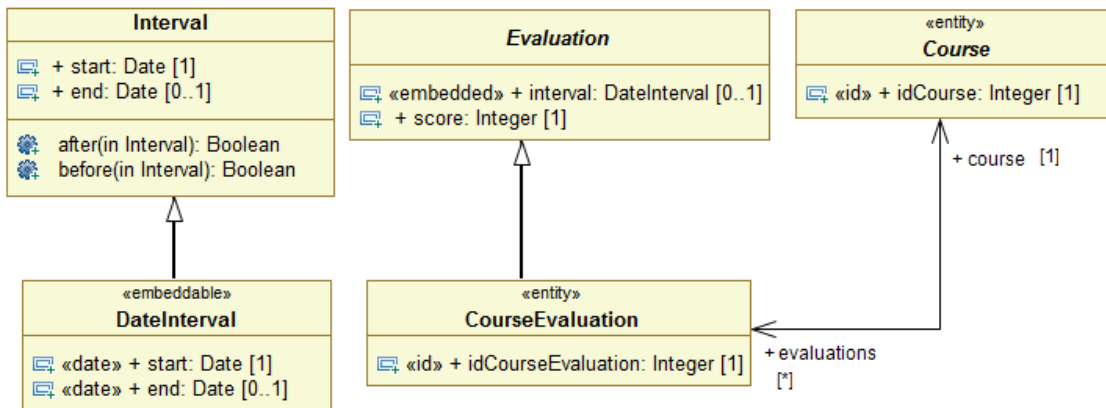 Interval
+ start: Date [1]
+ end: Date [0..1]
after(in Interval): Boolean
before(in Interval): Boolean
Evaluation
«embedded» + interval: DateInterval [0..1]
+ score: Integer [1]
«entity»
Course
«id» + idCourse: Integer [1]
+ course [1]
«embeddable»
DateInterval
«date» + start: Date [1]
«date» + end: Date [0..1]
«entity»
CourseEvaluation
«id» + idCourseEvaluation: Integer [1]
+ evaluations
[*]